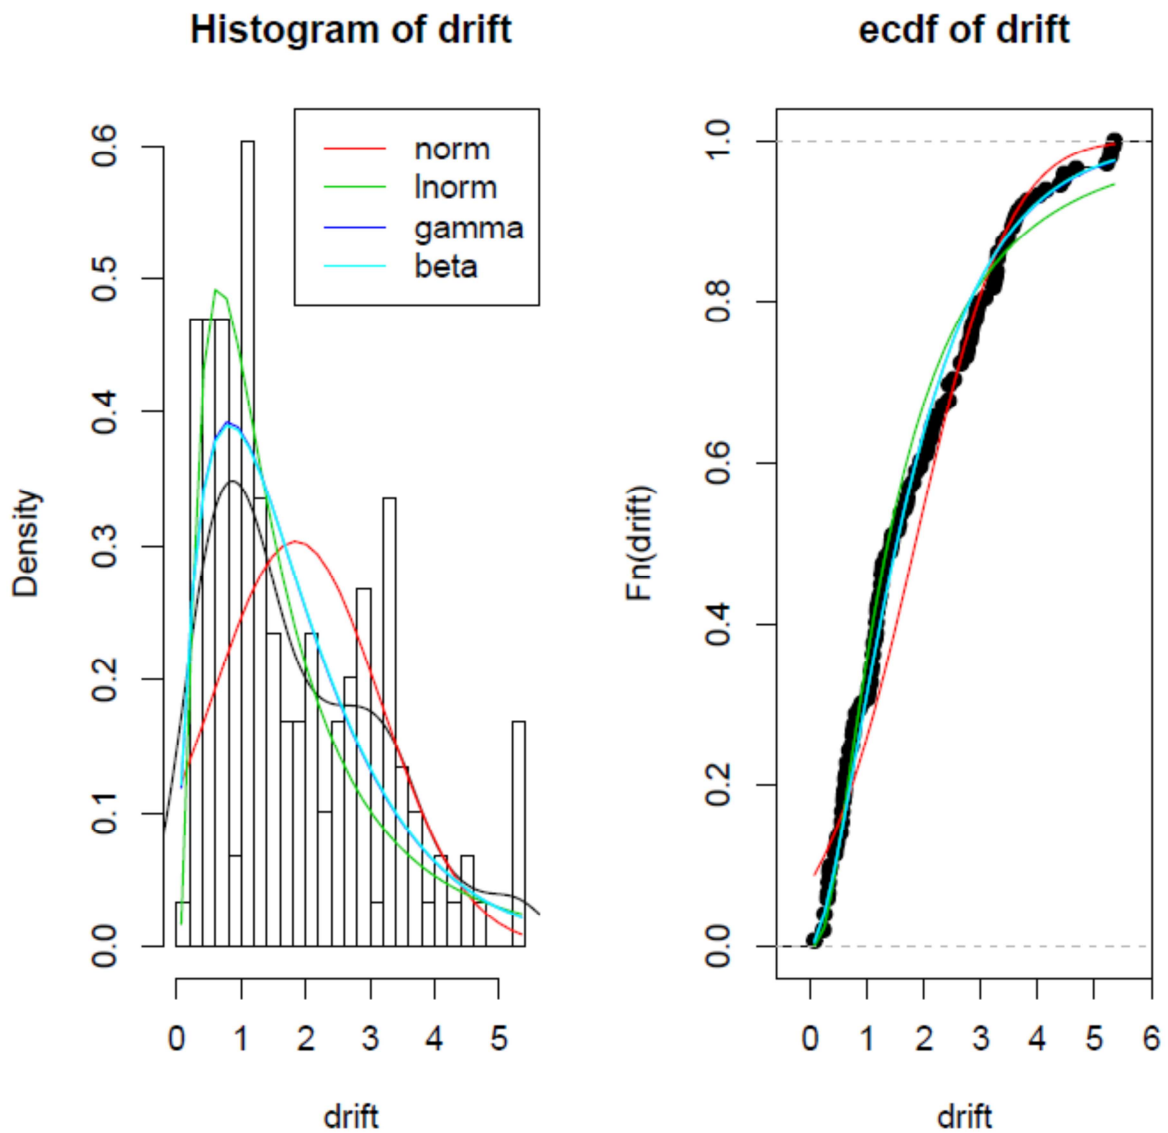 Histogram of drift
norm
lnorm
gamma
beta
Density
0.0
0.1
0.2
0.3
0.4
0.5
0.6
0 1 2 3 4 5
drift
ecdf of drift
Fn(drift)
0.0
0.2
0.4
0.6
0.8
1.0
0 1 2 3 4 5 6
drift